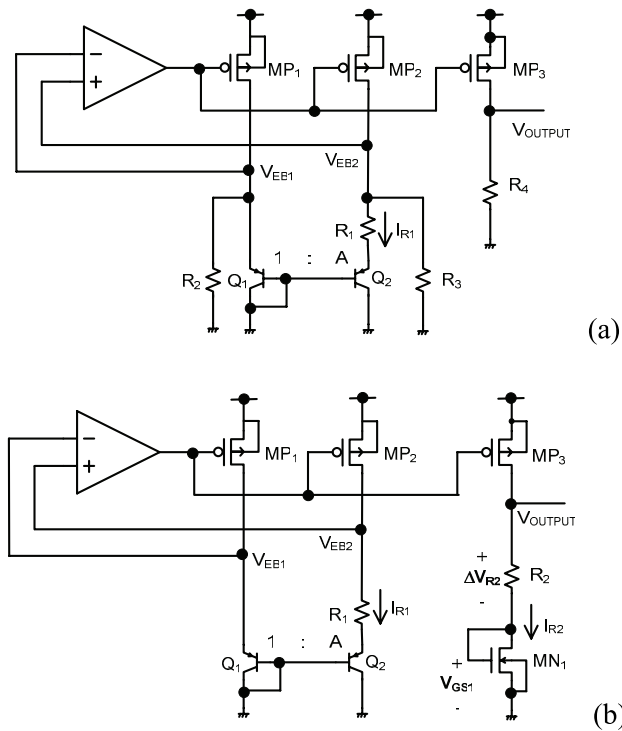 −
+
MP1
MP2
MP3
VOUTPUT
VEB1
VEB2
R1
IR1
R4
1 : A
R2
Q1
Q2
R3
(a)
−
+
MP1
MP2
MP3
VOUTPUT
VEB1
VEB2
+
ΔVR2
-
R2
R1
IR1
IR2
1 : A
Q1
Q2
+
VGS1
-
MN1
(b)